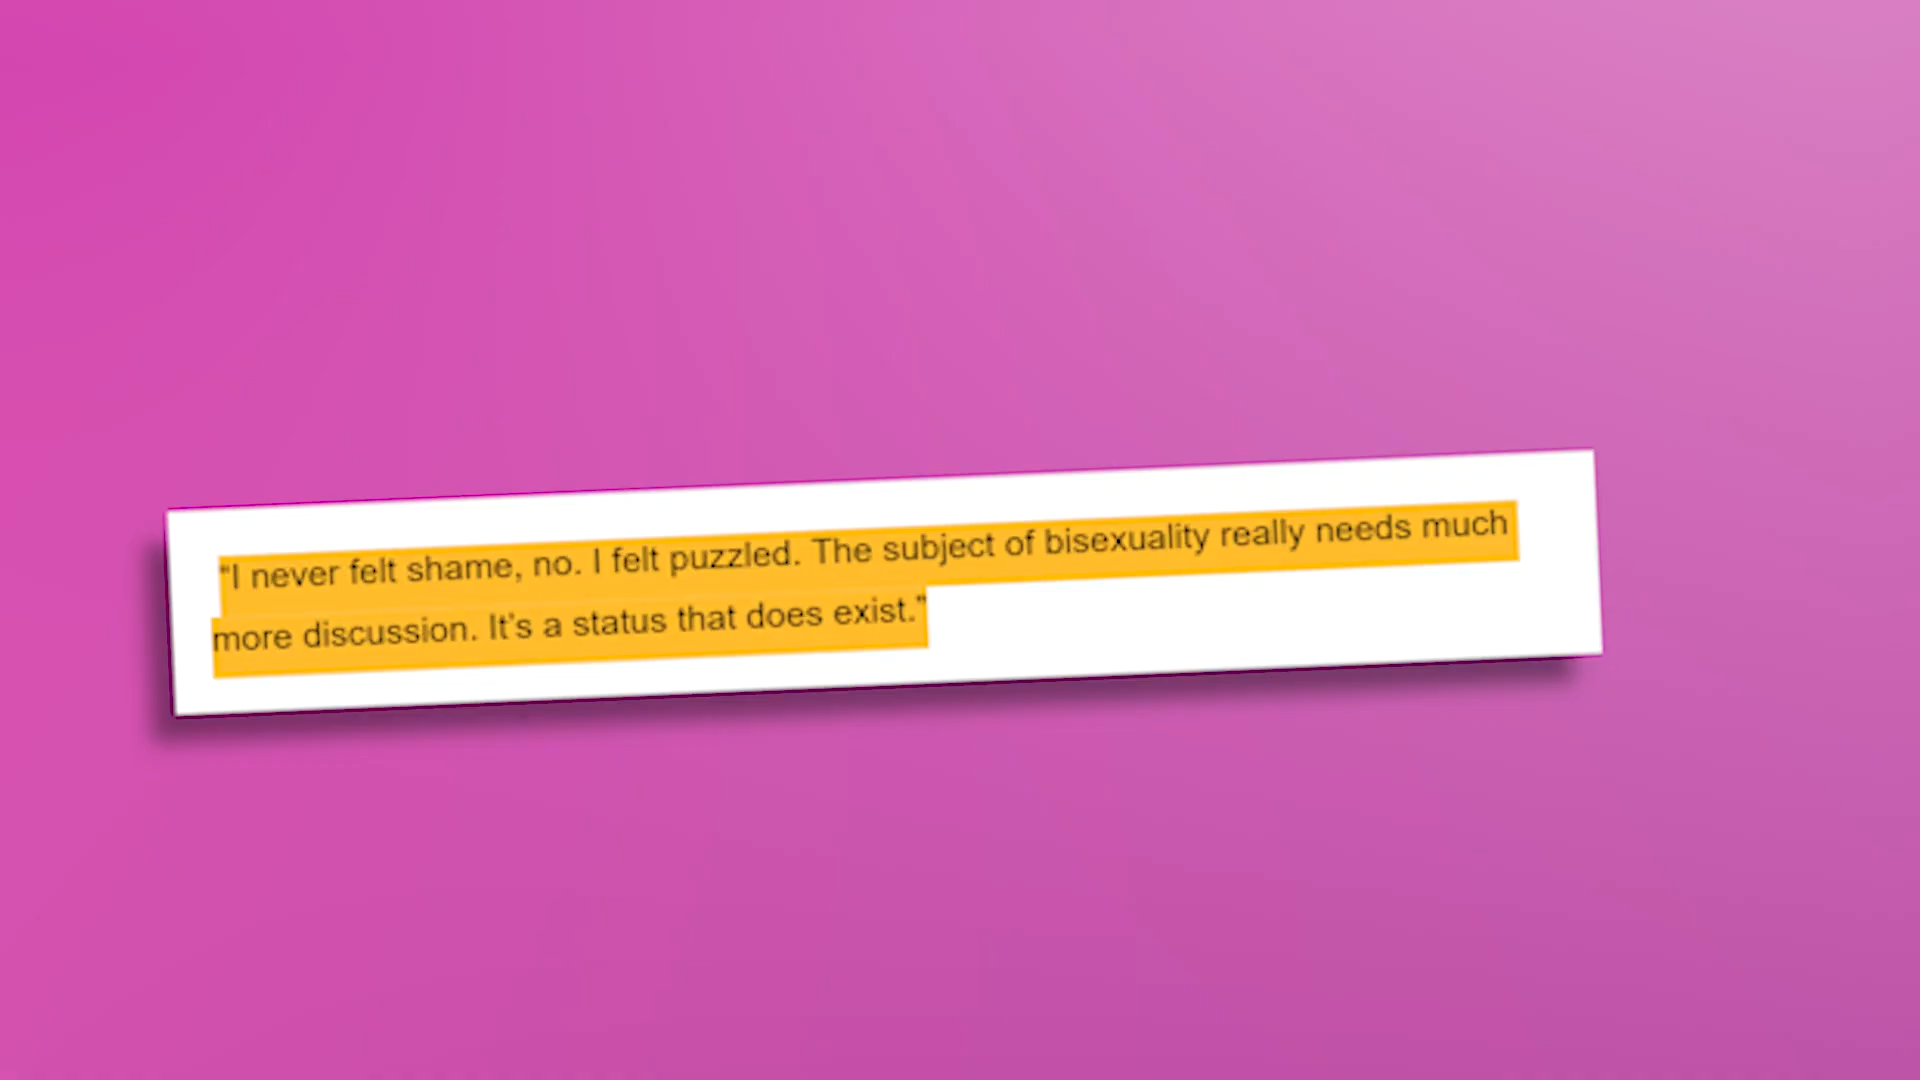 “I never felt shame, no. I felt puzzled. The subject of bisexuality really needs much
more discussion. It’s a status that does exist.”